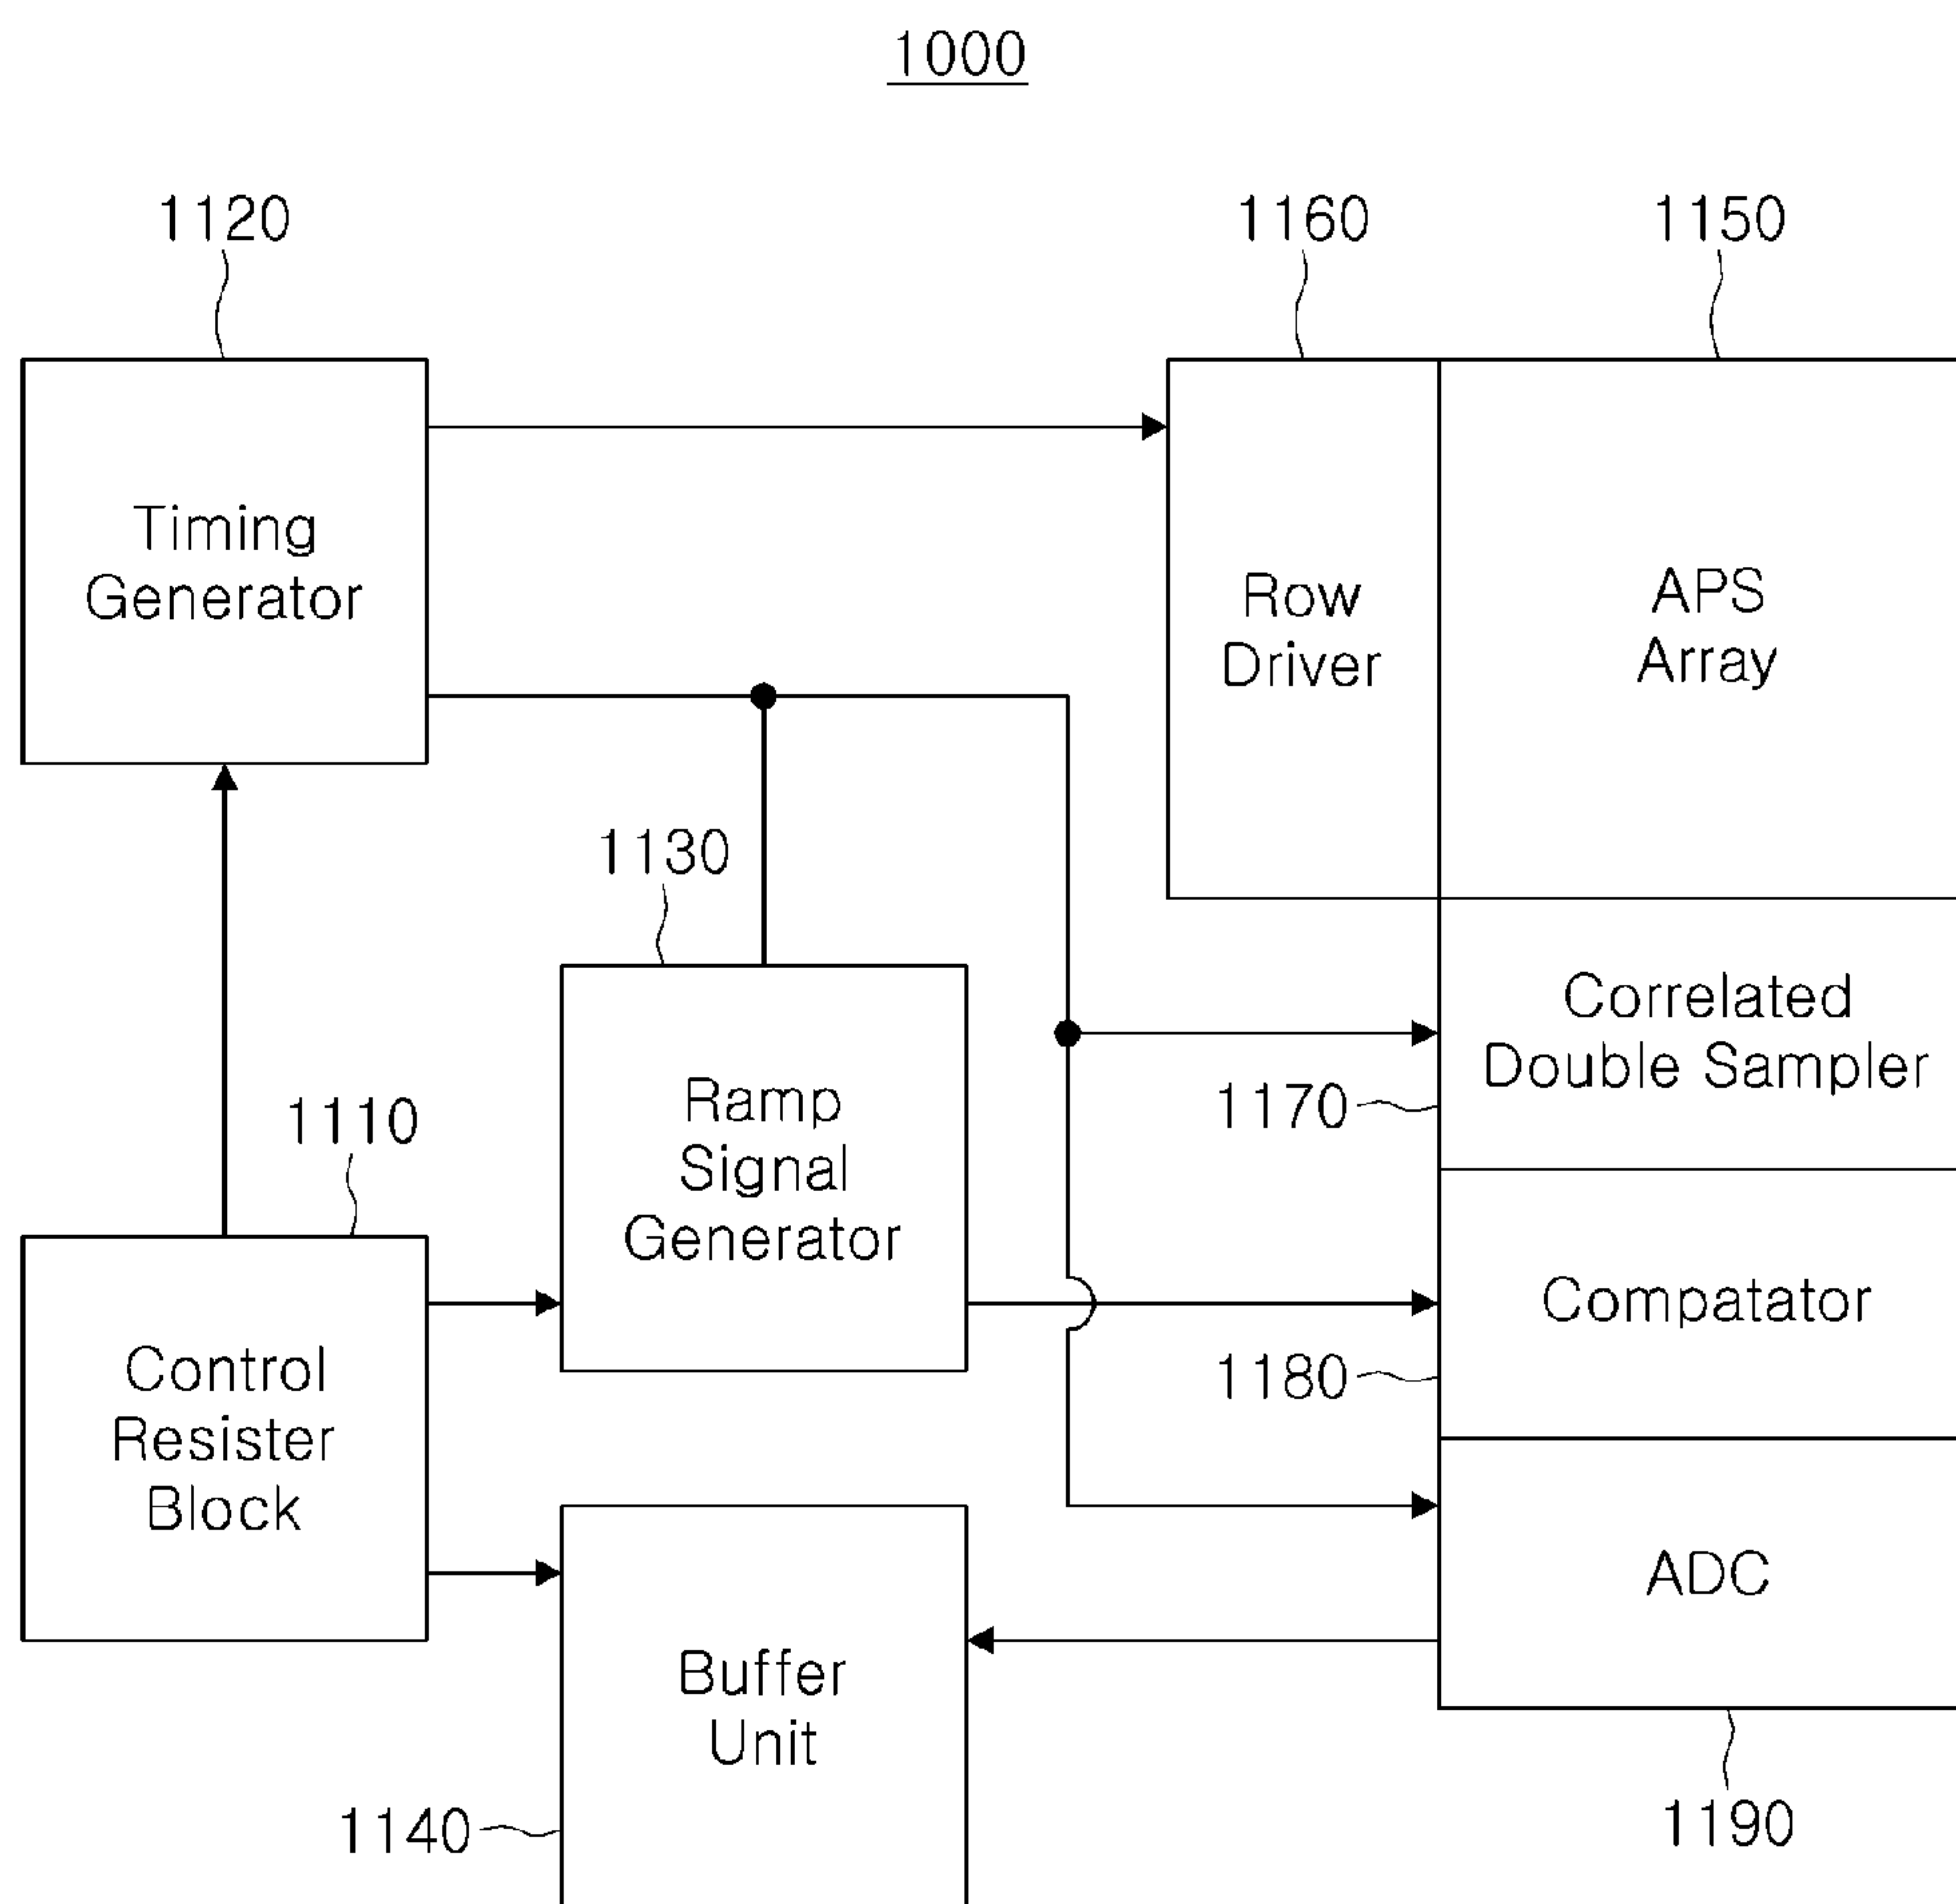 1000
1120
1160
1150
Timing
Generator
Row
Driver
APS
Array
1130
Correlated
Double Sampler
1170
1110
Ramp
Signal
Generator
Compatator
1180
Control
Resister
Block
ADC
Buffer
Unit
1140
1190